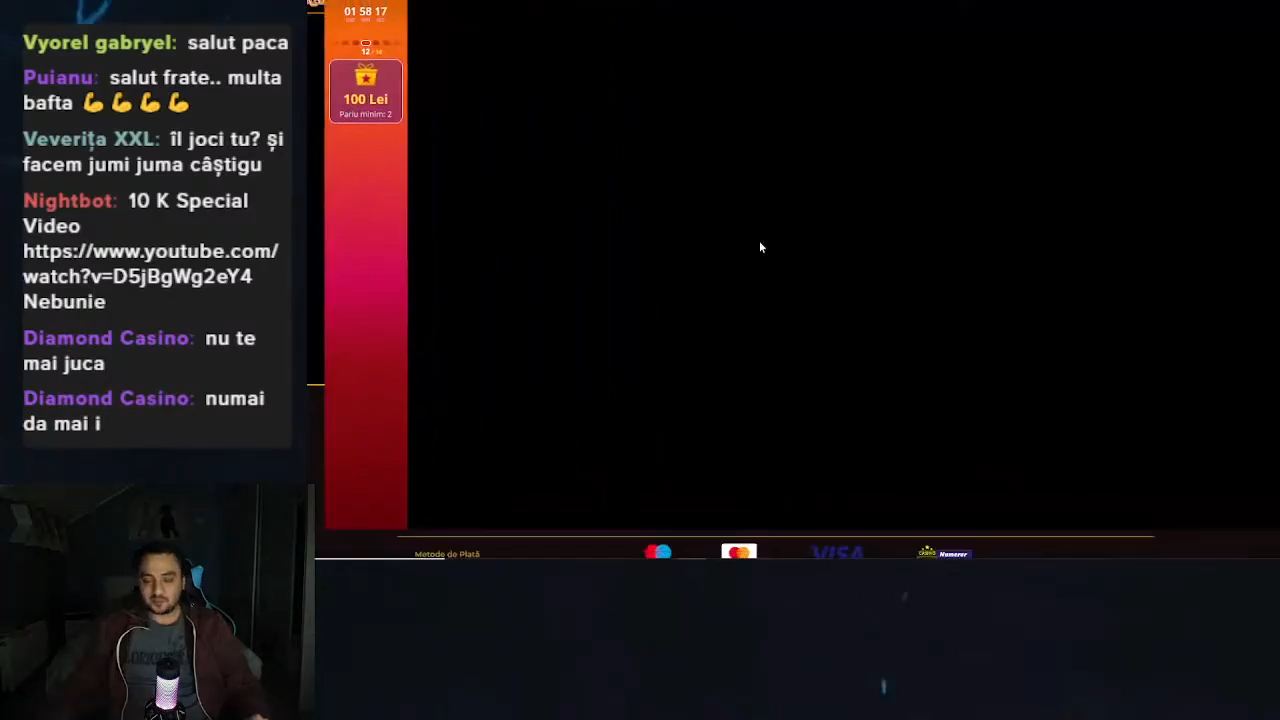 01 58 17
12
100 Lei
Pariu minim: 2
Vyorel gabryel: salut paca
Puianu: salut frate.. multa
bafta 💪 💪 💪 💪
Veverița XXL: îl joci tu? și
facem jumi juma câștigu
Nightbot: 10 K Special
Video
https://www.youtube.com/
watch?v=D5jBgWg2eY4
Nebunie
Diamond Casino: nu te
mai juca
Diamond Casino: numai
da mai i
Metode de Plată
VISA
Numerar